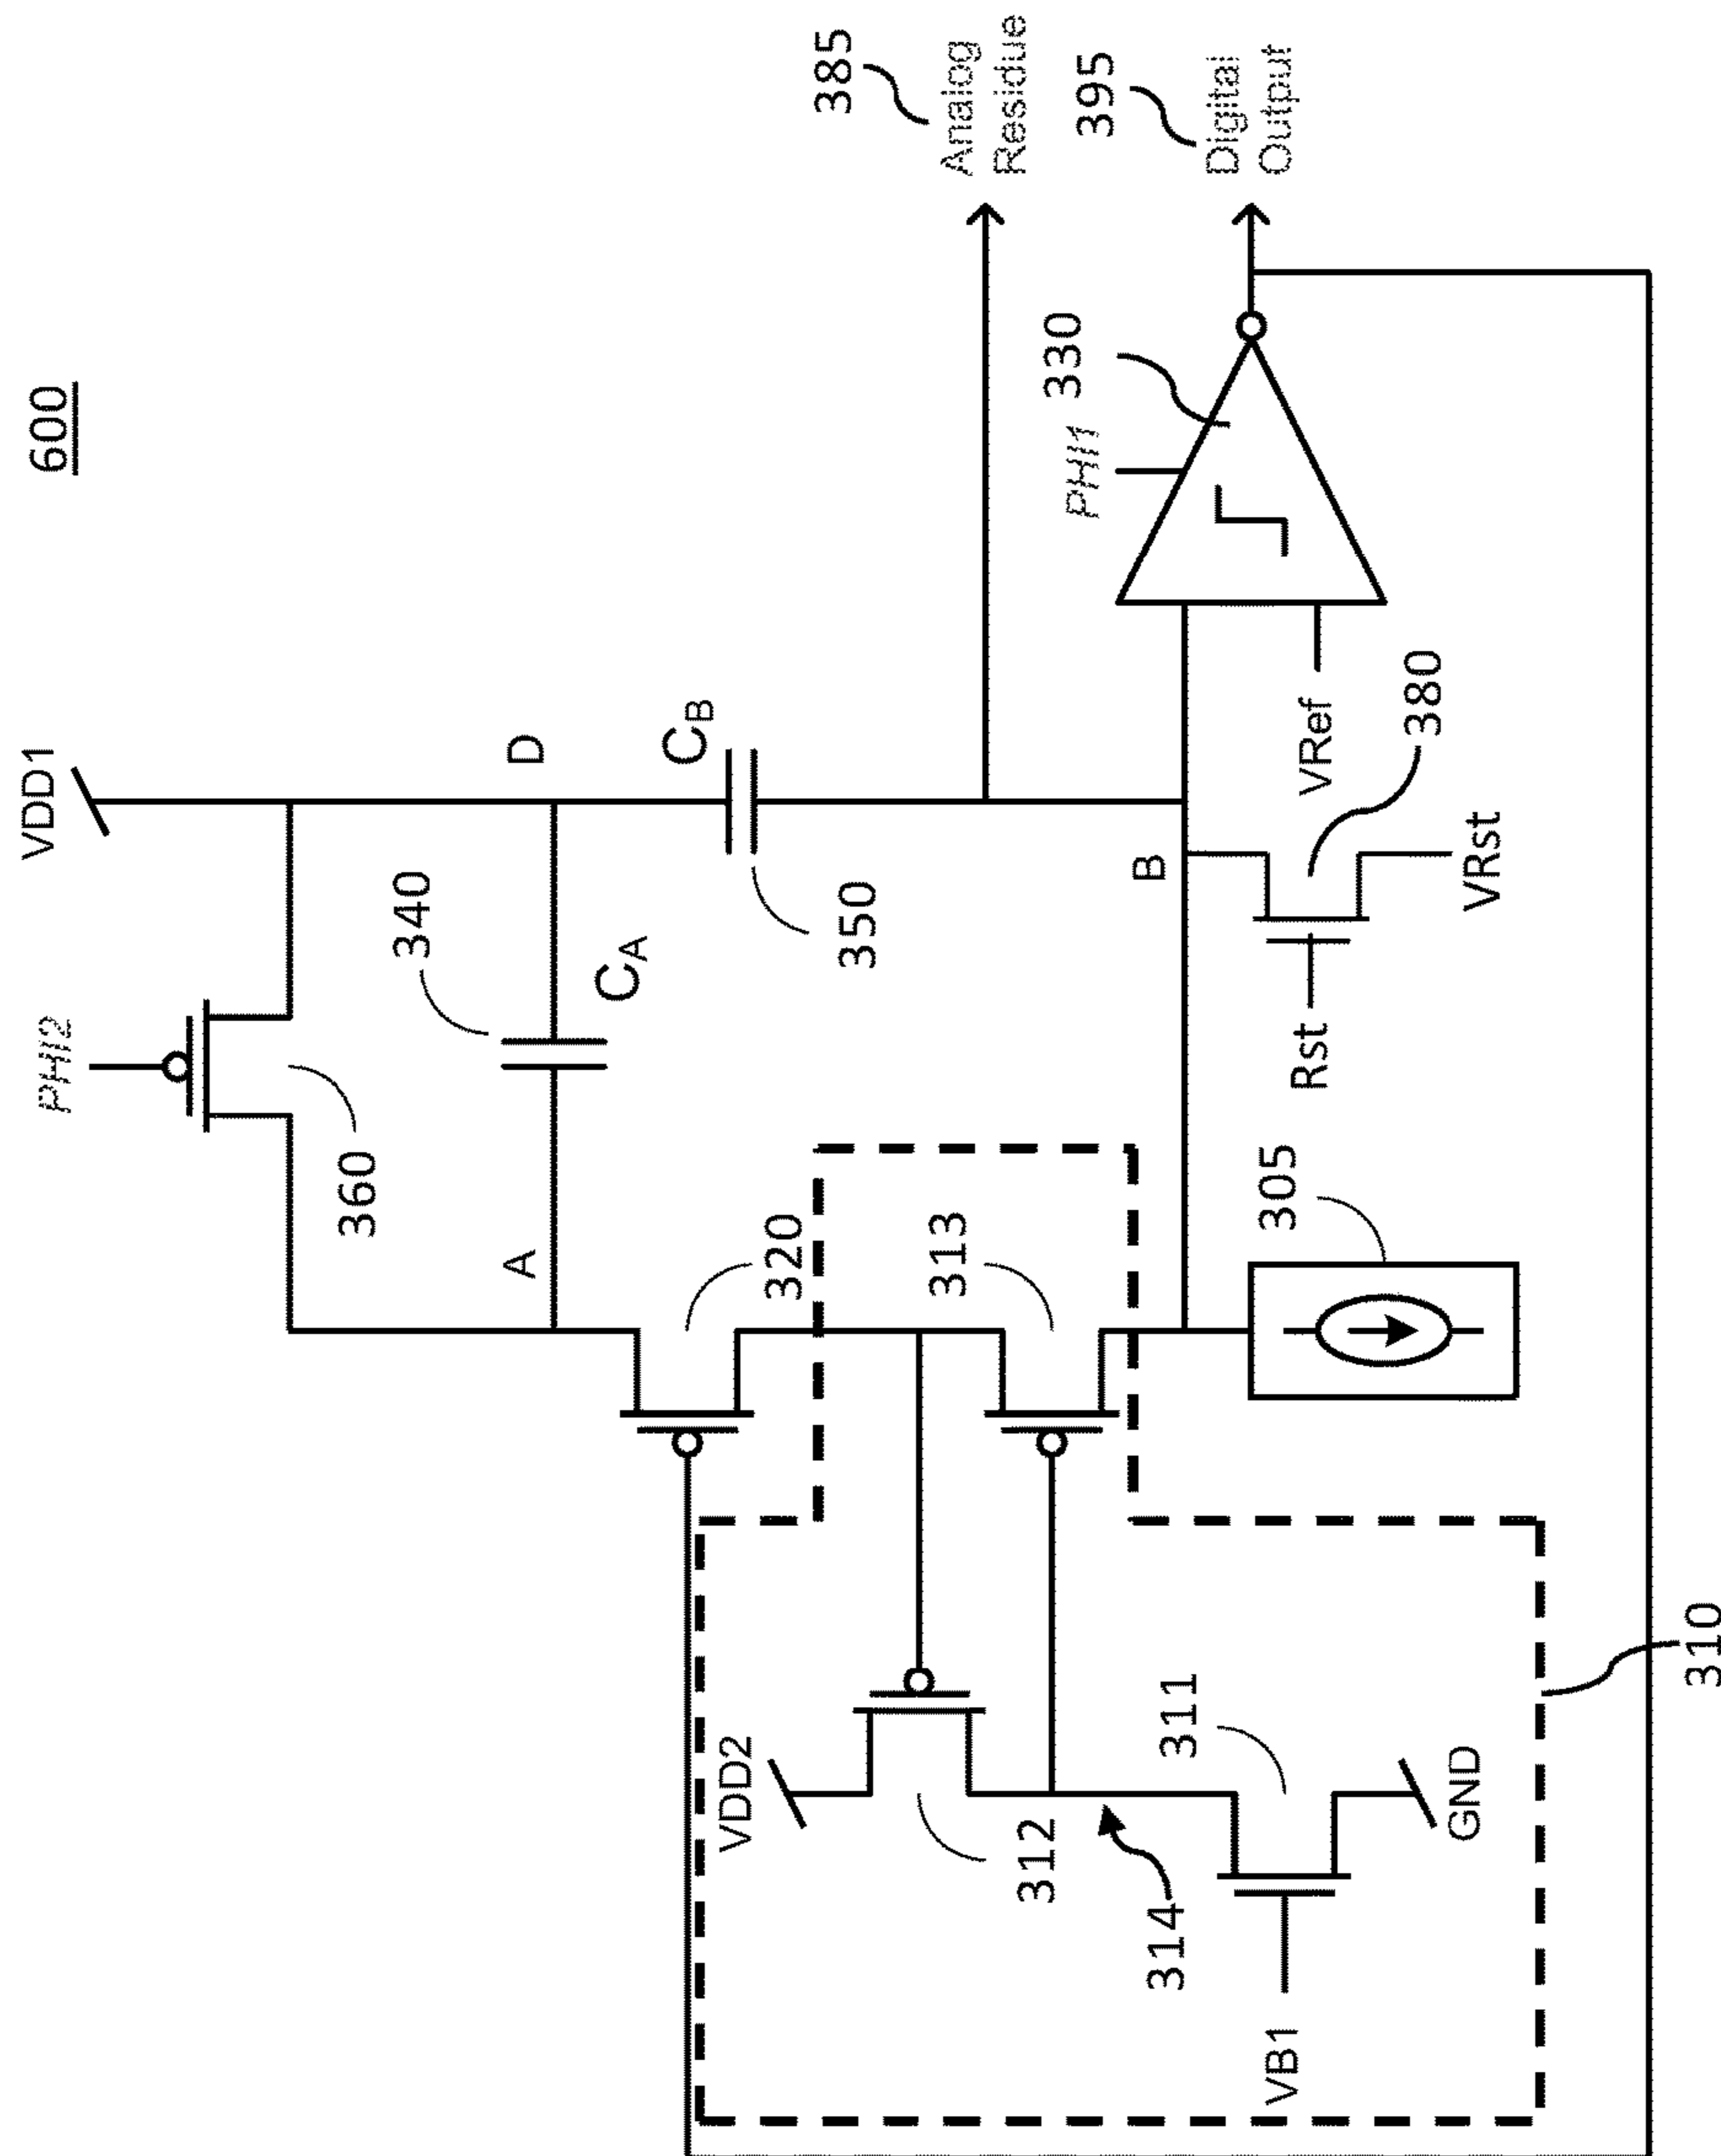 600
VDD1
PHI2
360
340
CA
A
D
CB
350
385
Analog
Residue
395
Digital
Output
320
313
B
PHI1
330
VRef
380
Rst
VRst
305
VDD2
312
314
311
VB1
GND
310